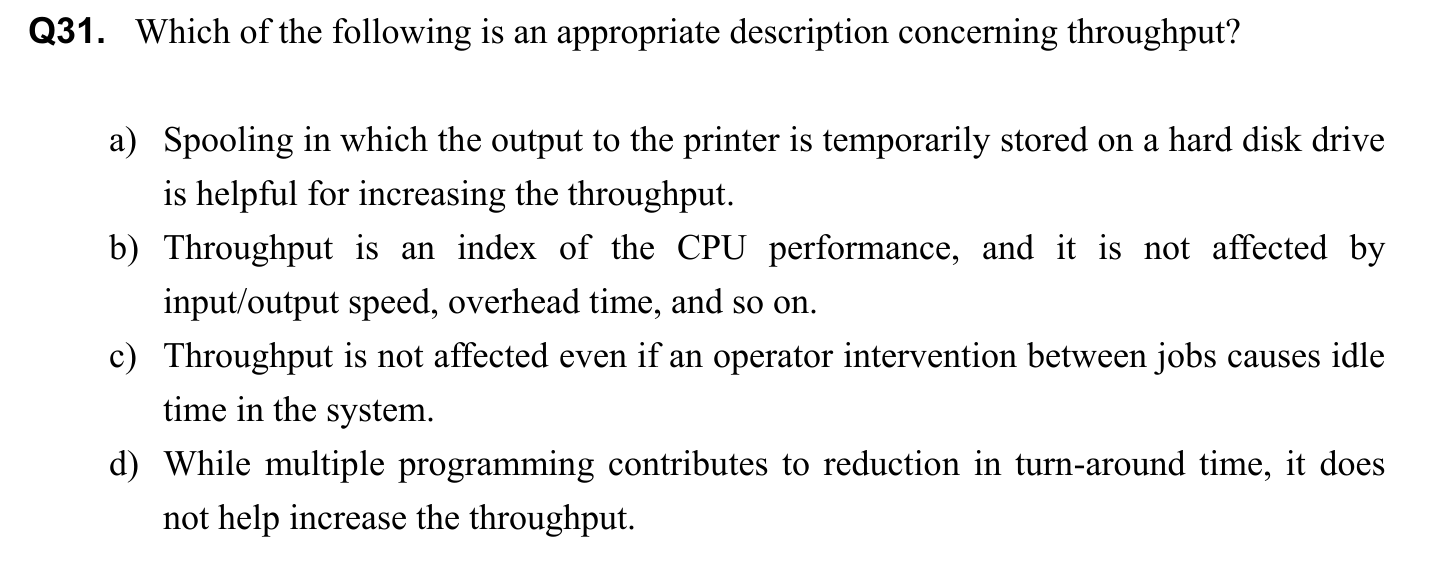 Q31. Which of the following is an appropriate description concerning throughput?
a) Spooling in which the output to the printer is temporarily stored on a hard disk drive
is helpful for increasing the throughput.
b) Throughput is an index of the CPU performance, and it is not affected by
input/output speed, overhead time, and so on.
c) Throughput is not affected even if an operator intervention between jobs causes idle
time in the system.
d) While multiple programming contributes to reduction in turn-around time, it does
not help increase the throughput.